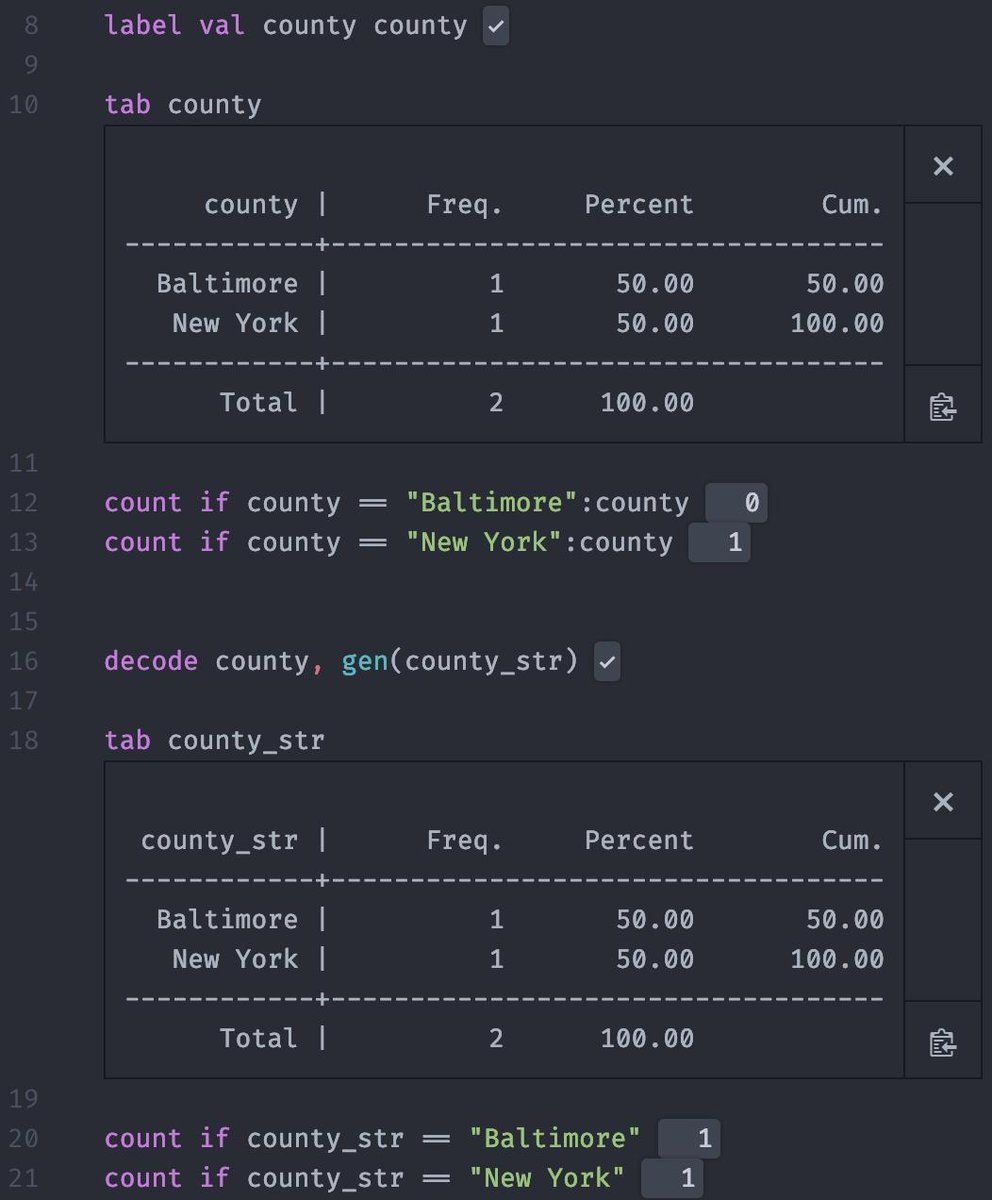 8 label val county county ✓
9
10 tab county
county | Freq. Percent Cum.
------------+-----------------------------------
Baltimore | 1 50.00 50.00
New York | 1 50.00 100.00
------------+-----------------------------------
Total | 2 100.00
11
12 count if county == "Baltimore":county 0
13 count if county == "New York":county 1
14
15
16 decode county, gen(county_str) ✓
17
18 tab county_str
county_str | Freq. Percent Cum.
------------+-----------------------------------
Baltimore | 1 50.00 50.00
New York | 1 50.00 100.00
------------+-----------------------------------
Total | 2 100.00
19
20 count if county_str == "Baltimore" 1
21 count if county_str == "New York" 1